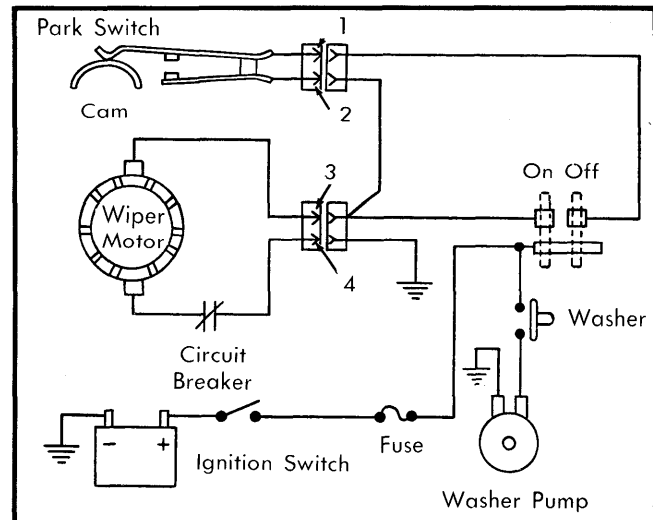 Park Switch
1
Cam
2
On Off
3
Wiper
Motor
4
Washer
Circuit
Breaker
- +
Ignition Switch
Fuse
Washer Pump